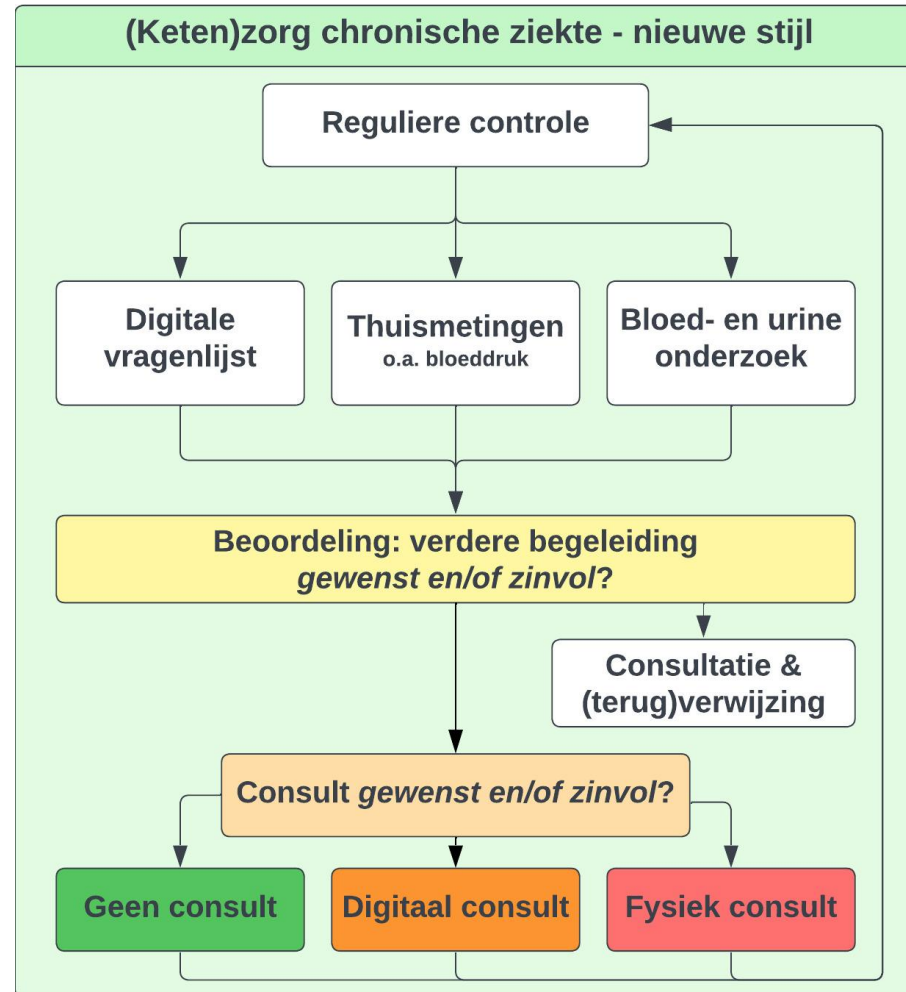 (Keten)zorg chronische ziekte - nieuwe stijl
Reguliere controle
Digitale
vragenlijst
Thuismetingen
o.a. bloeddruk
Bloed- en urine
onderzoek
Beoordeling: verdere begeleiding
gewenst en/of zinvol?
Consultatie &
(terug)verwijzing
Consult gewenst en/of zinvol?
Geen consult
Digitaal consult
Fysiek consult